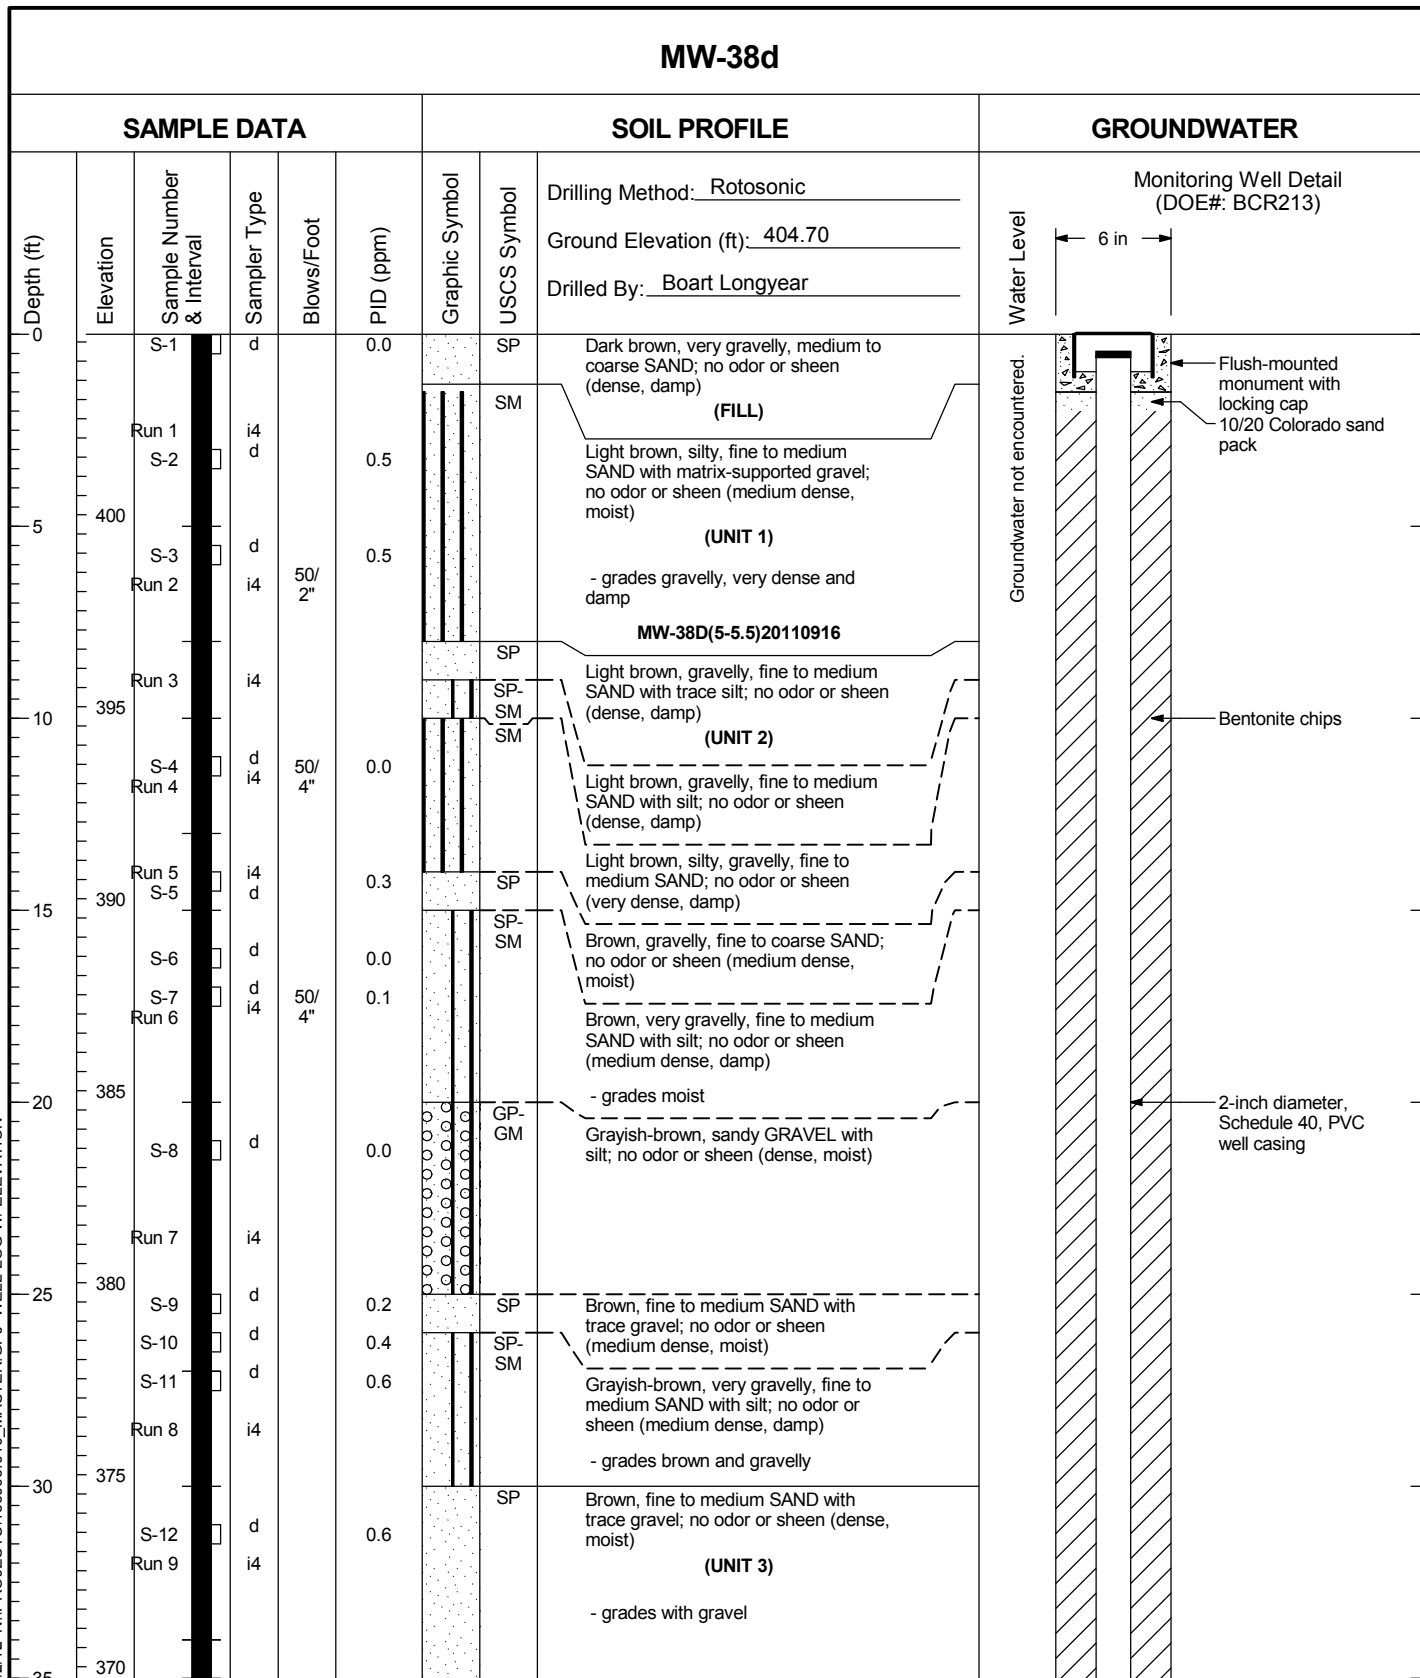 MW-38d
SAMPLE DATA
SOIL PROFILE
GROUNDWATER
Depth (ft)
Elevation
Sample Number
& Interval
Sampler Type
Blows/Foot
PID (ppm)
Graphic Symbol
USCS Symbol
Drilling Method: Rotosonic
Ground Elevation (ft): 404.70
Drilled By: Boart Longyear
Water Level
Monitoring Well Detail
(DOE#: BCR213)
6 in
0
S-1 d 0.0 SP
Dark brown, very gravelly, medium to
coarse SAND; no odor or sheen
(dense, damp)
(FILL)
Groundwater not encountered.
Flush-mounted
monument with
locking cap
10/20 Colorado sand
pack
SM
Run 1 i4
S-2 d 0.5
Light brown, silty, fine to medium
SAND with matrix-supported gravel;
no odor or sheen (medium dense,
moist)
(UNIT 1)
400
5
S-3 d 0.5
Run 2 i4 50/
2"
- grades gravelly, very dense and
damp
MW-38D(5-5.5)20110916
SP
Run 3 i4
Light brown, gravelly, fine to medium
SAND with trace silt; no odor or sheen
(dense, damp)
(UNIT 2)
SP-
SM
395
10
SM
Bentonite chips
S-4 d 50/ 0.0
Run 4 i4 4"
Light brown, gravelly, fine to medium
SAND with silt; no odor or sheen
(dense, damp)
Run 5 i4
S-5 d 0.3 SP
Light brown, silty, gravelly, fine to
medium SAND; no odor or sheen
(very dense, damp)
390
15
SP-
SM
S-6 d 0.0
Brown, gravelly, fine to coarse SAND;
no odor or sheen (medium dense,
moist)
S-7 d 50/ 0.1
Run 6 i4 4"
Brown, very gravelly, fine to medium
SAND with silt; no odor or sheen
(medium dense, damp)
385
- grades moist
20
GP-
GM
2-inch diameter,
Schedule 40, PVC
well casing
S-8 d 0.0
Grayish-brown, sandy GRAVEL with
silt; no odor or sheen (dense, moist)
Run 7 i4
380
25
S-9 d 0.2 SP
Brown, fine to medium SAND with
trace gravel; no odor or sheen
(medium dense, moist)
S-10 d 0.4 SP-
SM
S-11 d 0.6
Grayish-brown, very gravelly, fine to
medium SAND with silt; no odor or
sheen (medium dense, damp)
Run 8 i4
- grades brown and gravelly
375
30
SP
Brown, fine to medium SAND with
trace gravel; no odor or sheen (dense,
moist)
S-12 d 0.6
Run 9 i4
(UNIT 3)
- grades with gravel
370
35